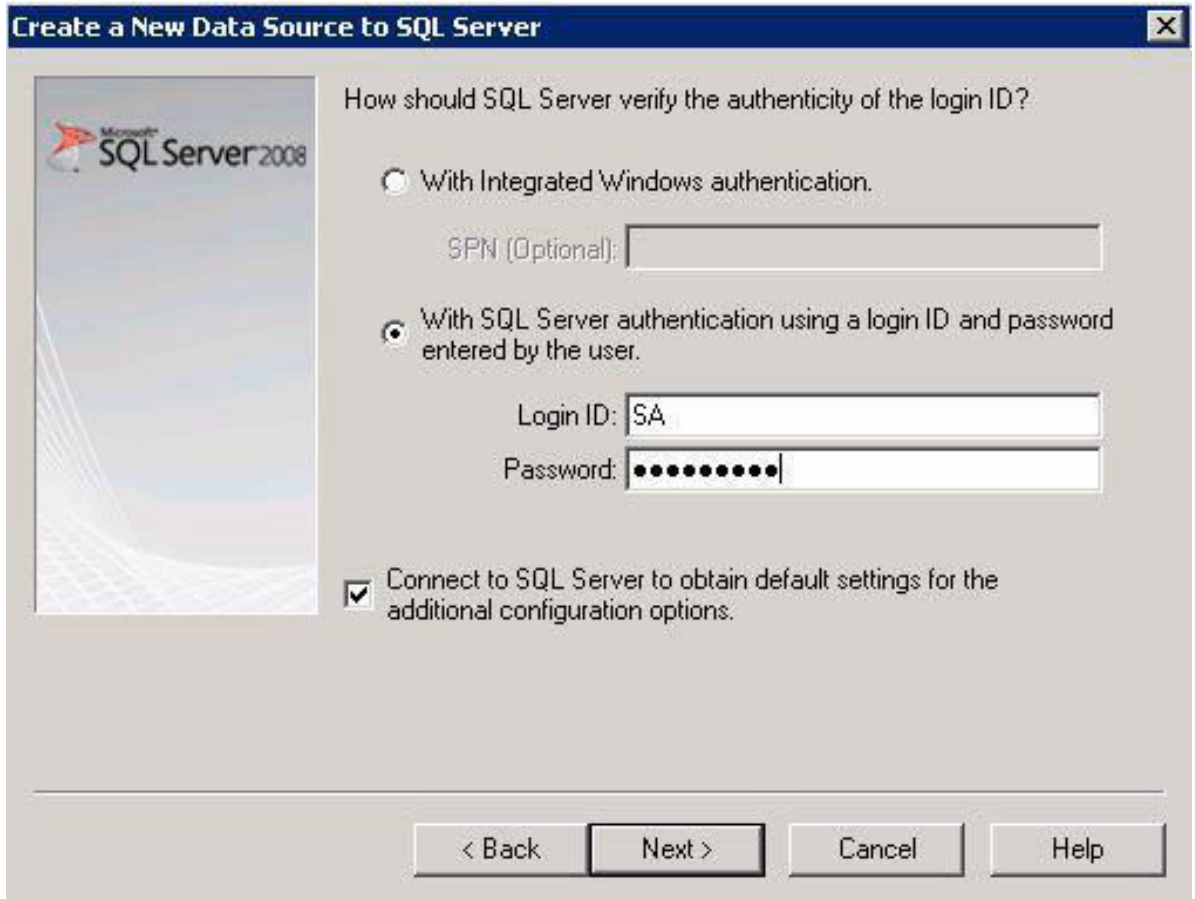 Create a New Data Source to SQL Server
Microsoft
SQL Server 2008
How should SQL Server verify the authenticity of the login ID?
With Integrated Windows authentication.
SPN (Optional):
With SQL Server authentication using a login ID and password
entered by the user.
Login ID: SA
Password: ●●●●●●●●●
Connect to SQL Server to obtain default settings for the
additional configuration options.
< Back Next > Cancel Help